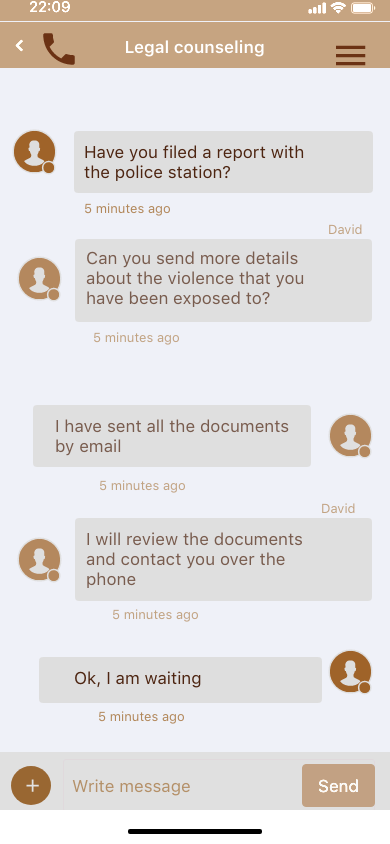 22:09
Legal counseling
Have you filed a report with
the police station?
5 minutes ago
David
Can you send more details
about the violence that you
have been exposed to?
5 minutes ago
I have sent all the documents
by email
5 minutes ago
David
I will review the documents
and contact you over the
phone
5 minutes ago
Ok, I am waiting
5 minutes ago
Write message
Send